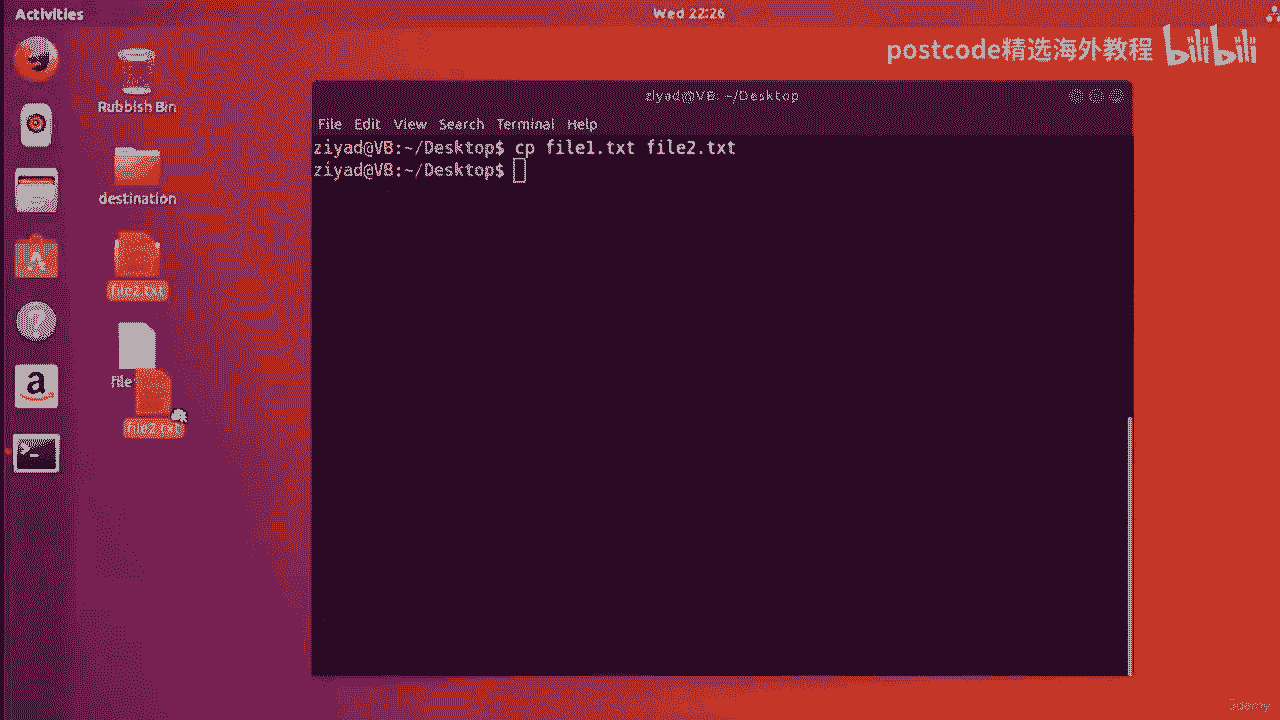 Activities
Wed 22:26
postcode精选海外教程 bilibili
Rubbish Bin
destination
file2.txt
file
file2.txt
ziyad@VB: ~/Desktop
File Edit View Search Terminal Help
ziyad@VB:~/Desktop$ cp file1.txt file2.txt
ziyad@VB:~/Desktop$
ûdemy